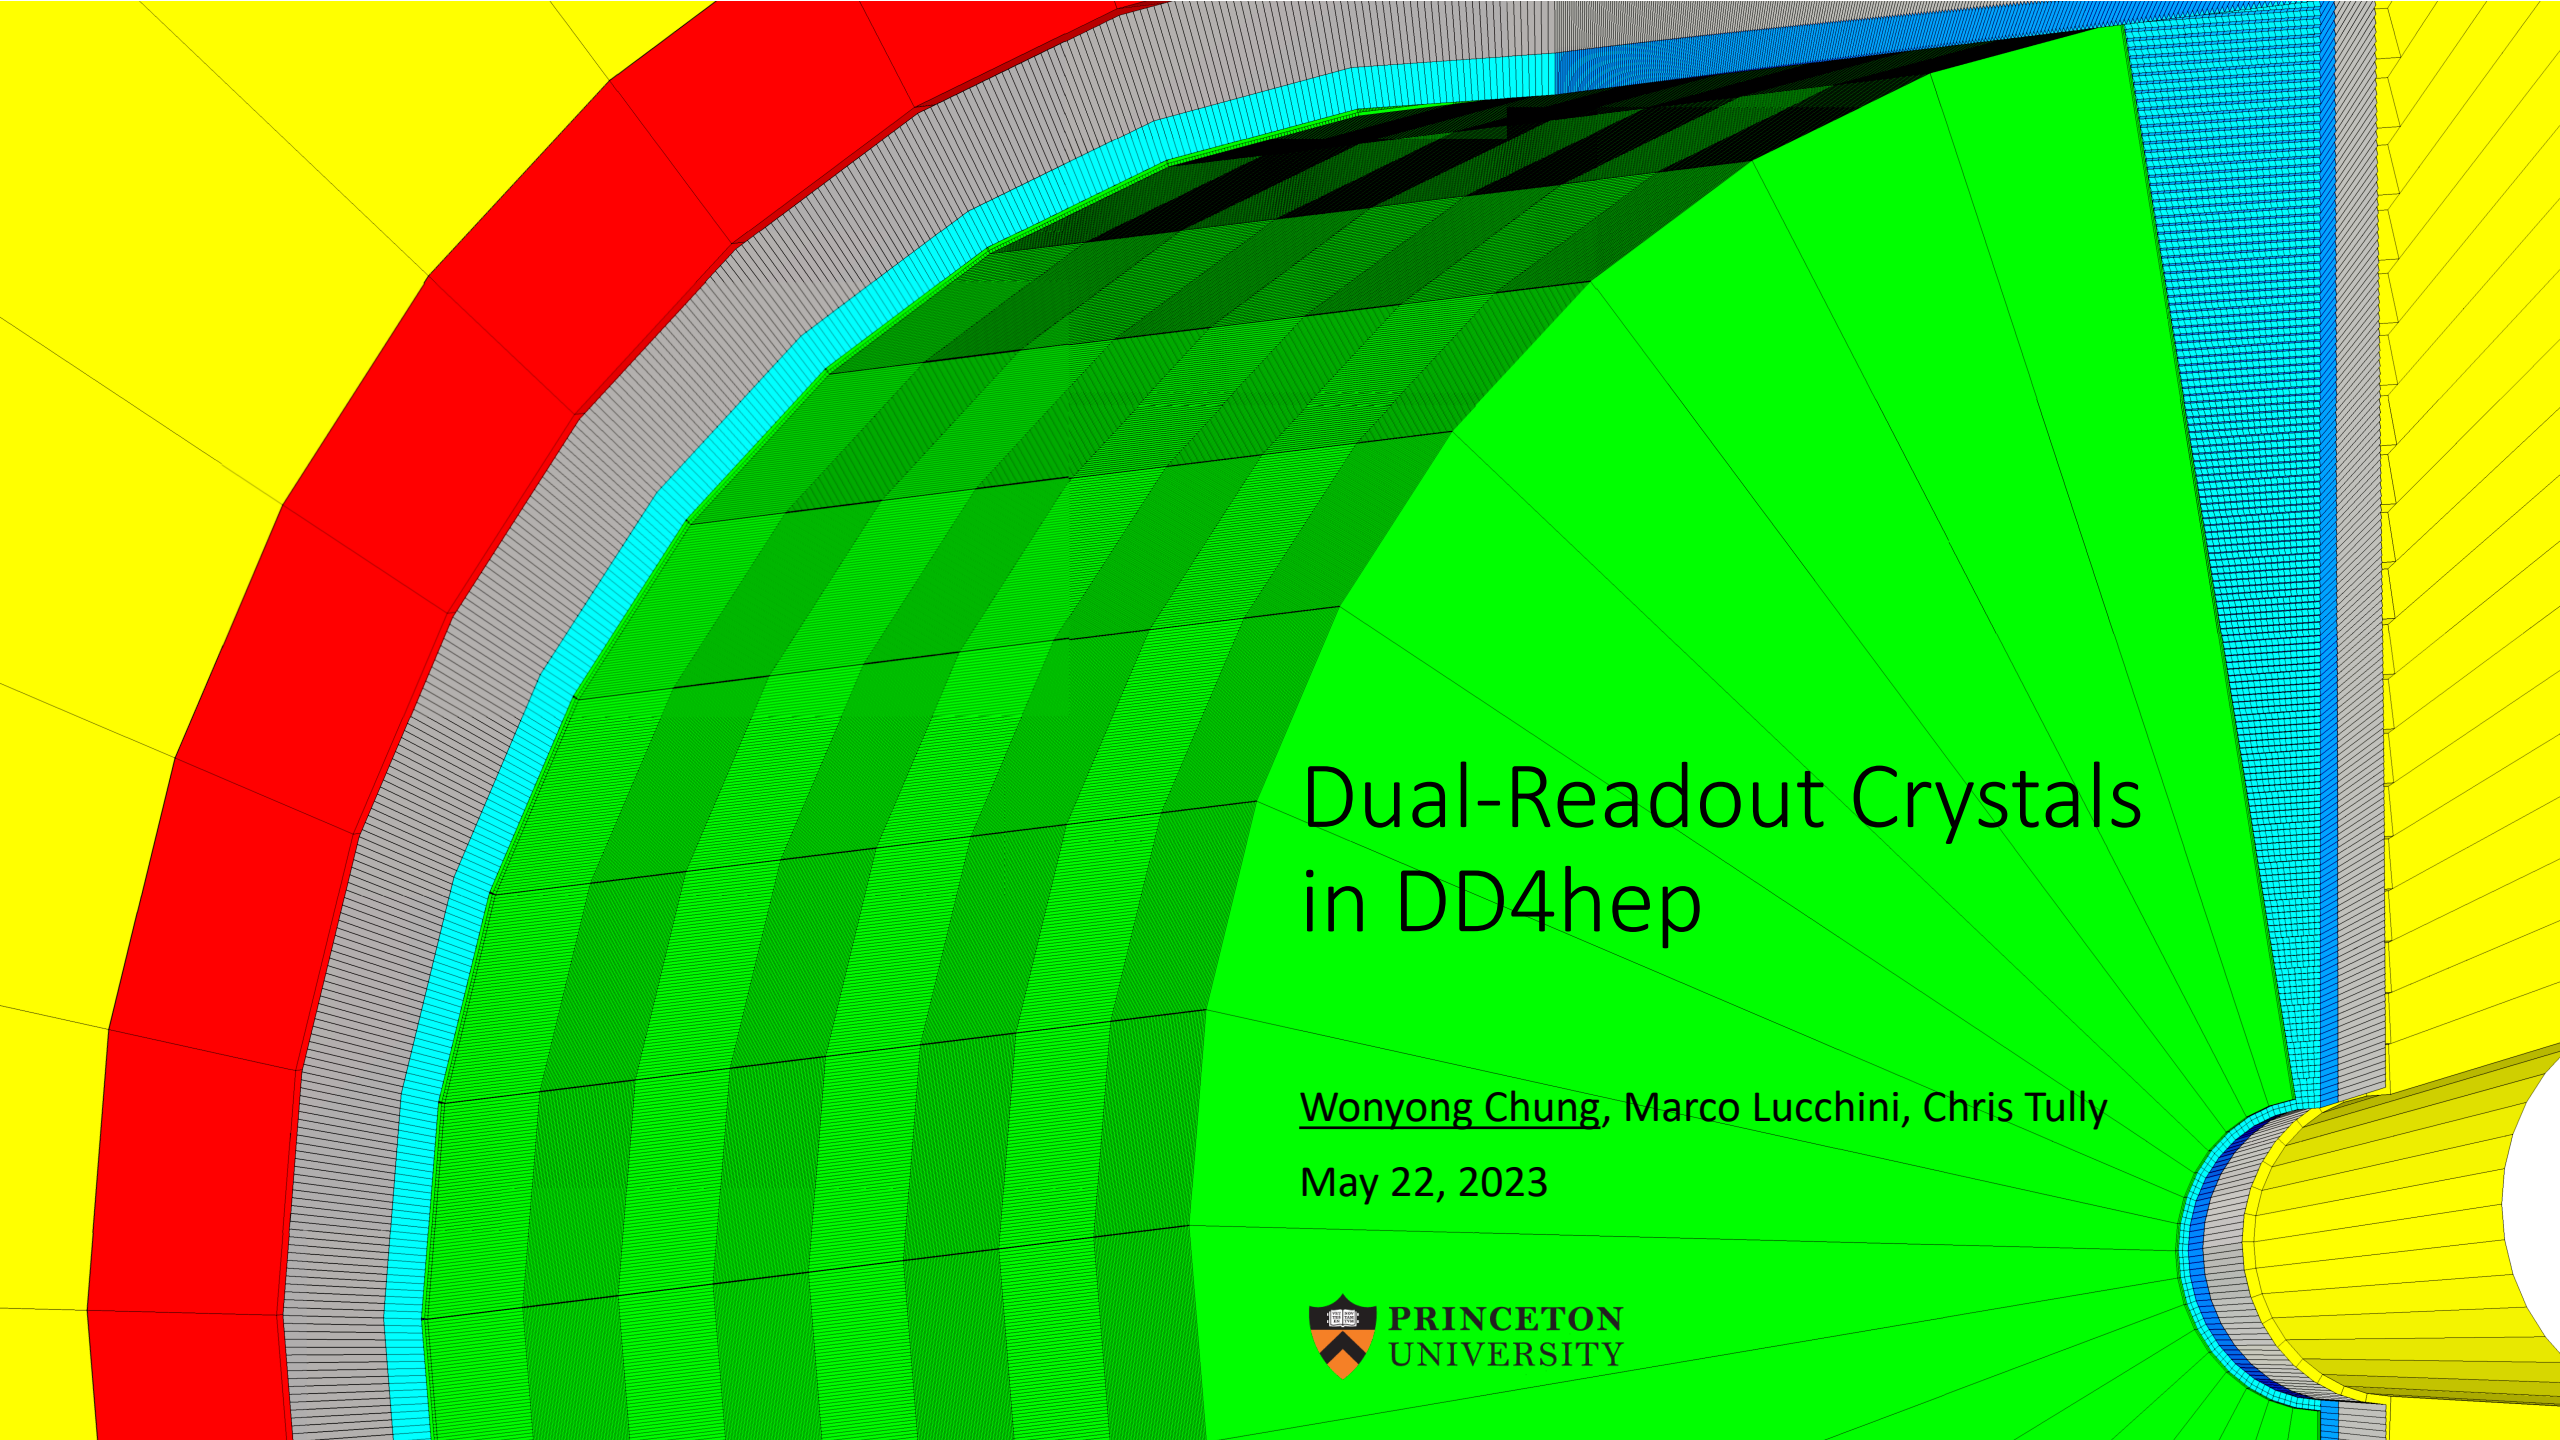 Dual-Readout Crystals
in DD4hep
Wonyong Chung, Marco Lucchini, Chris Tully
May 22, 2023
PRINCETON
UNIVERSITY